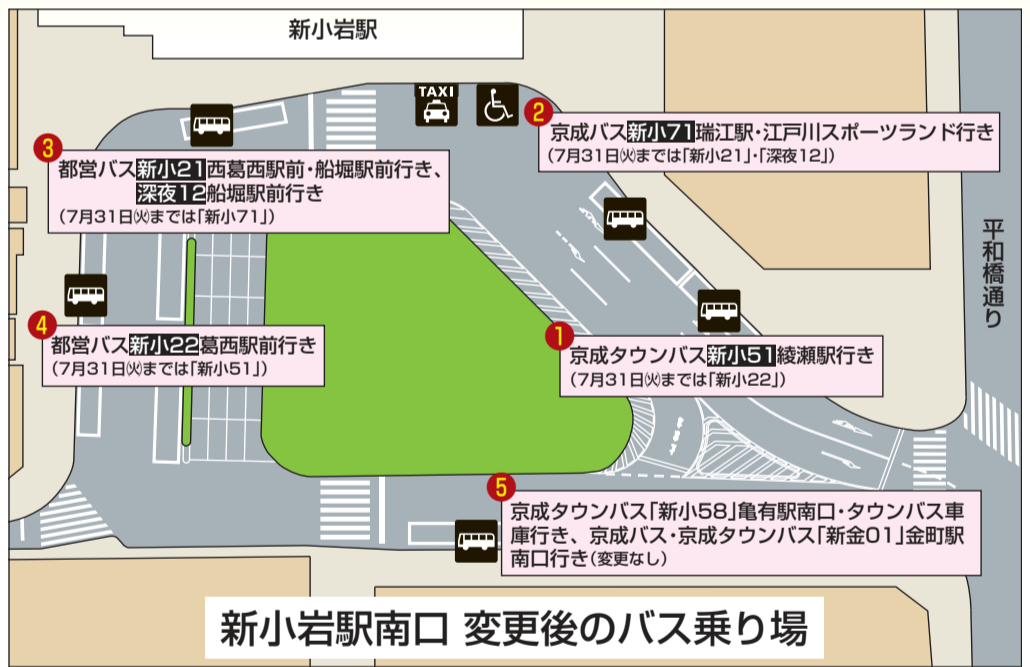 新小岩駅
TAXI
2
京成バス新小71瑞江駅・江戸川スポーツランド行き
(7月31日㈫までは「新小21」・「深夜12」)
3
都営バス新小21西葛西駅前・船堀駅前行き、
深夜12船堀駅前行き
(7月31日㈫までは「新小71」)
平和橋通り
4
都営バス新小22葛西駅前行き
(7月31日㈫までは「新小51」)
1
京成タウンバス新小51綾瀬駅行き
(7月31日㈫までは「新小22」)
5
京成タウンバス「新小58」亀有駅南口・タウンバス車
庫行き、京成バス・京成タウンバス「新金01」金町駅
南口行き(変更なし)
新小岩駅南口 変更後のバス乗り場